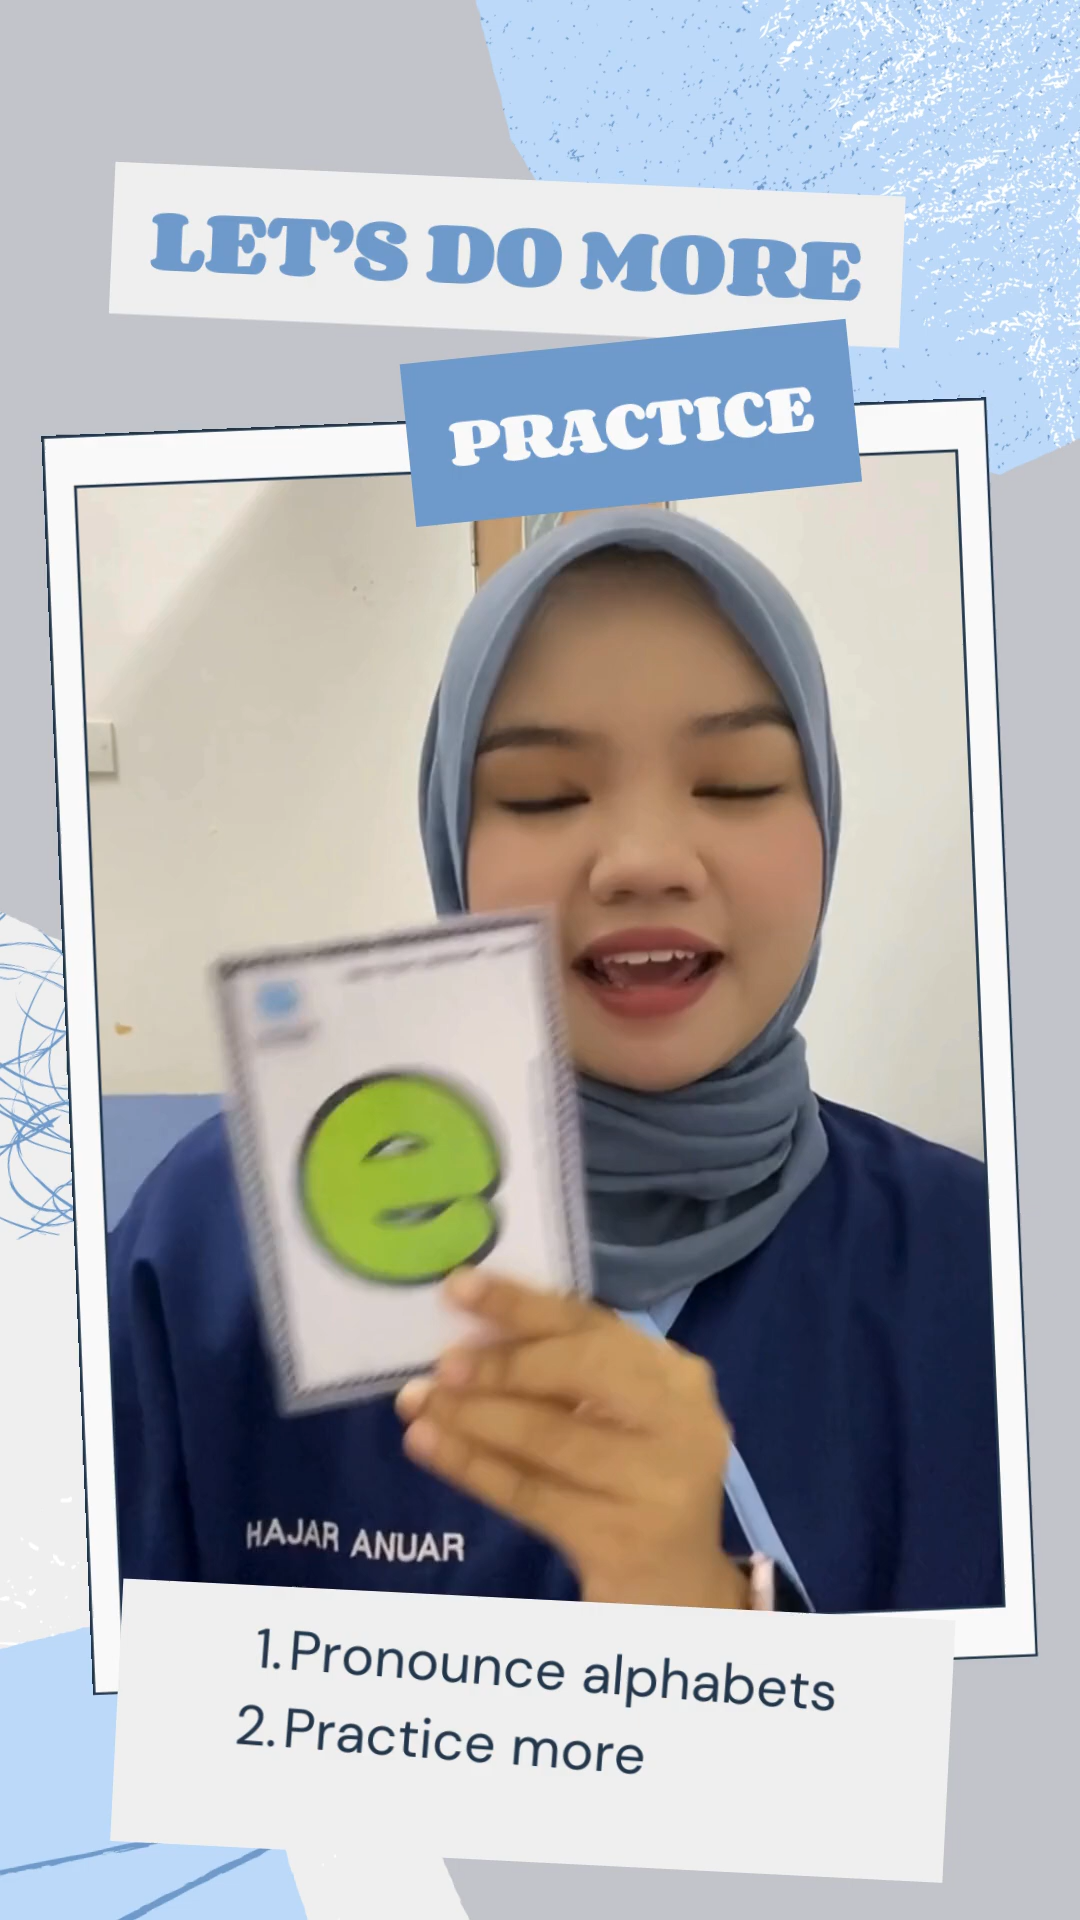 LET'S DO MORE
PRACTICE
e
HAJAR ANUAR
1. Pronounce alphabets
2. Practice more